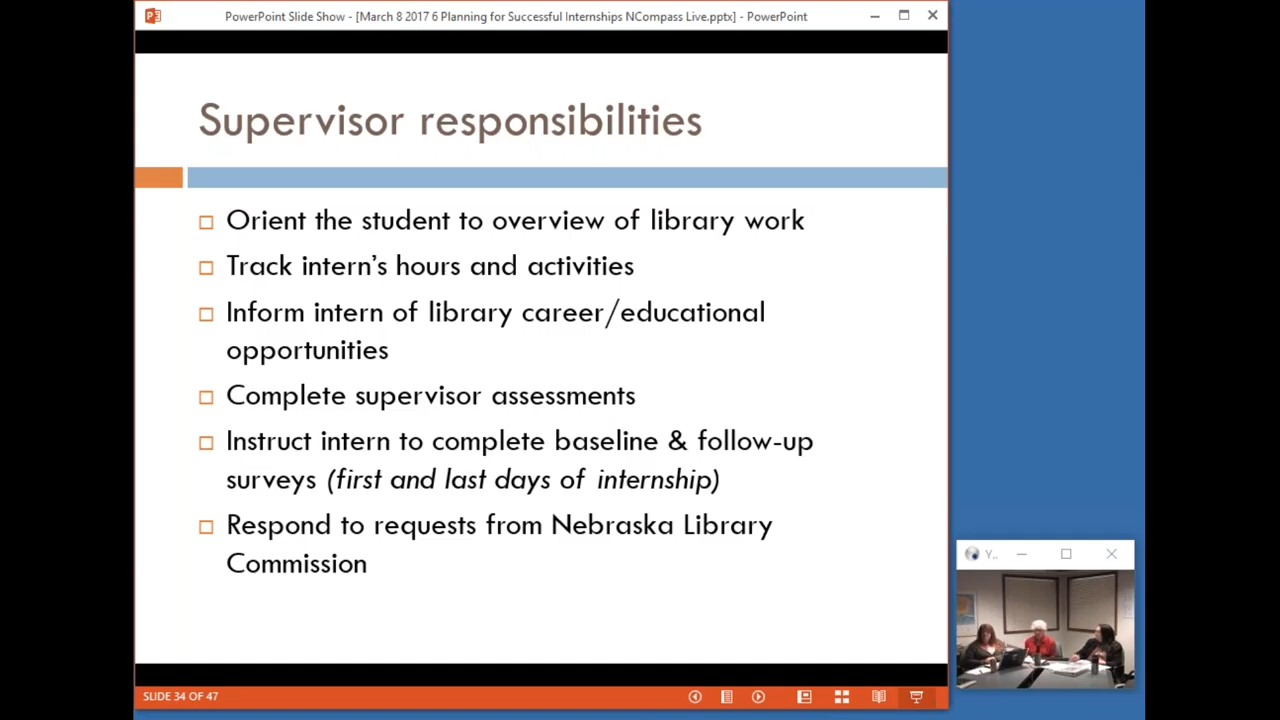 PowerPoint Slide Show - [March 8 2017 6 Planning for Successful Internships NCompass Live.pptx] - PowerPoint
Supervisor responsibilities
Orient the student to overview of library work
Track intern's hours and activities
Inform intern of library career/educational
opportunities
Complete supervisor assessments
Instruct intern to complete baseline & follow-up
surveys (first and last days of internship)
Respond to requests from Nebraska Library
Commission
Y..
SLIDE 34 OF 47